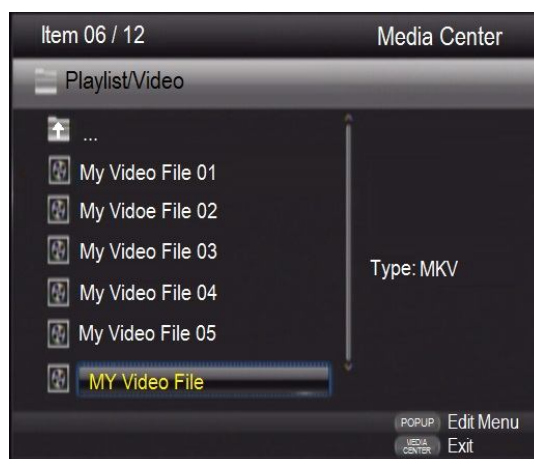 Item 06 / 12
Media Center
Playlist/Video
...
My Video File 01
My Vidoe File 02
My Video File 03
My Video File 04
My Video File 05
MY Video File
Type: MKV
POPUP Edit Menu
MEDIA CENTER Exit